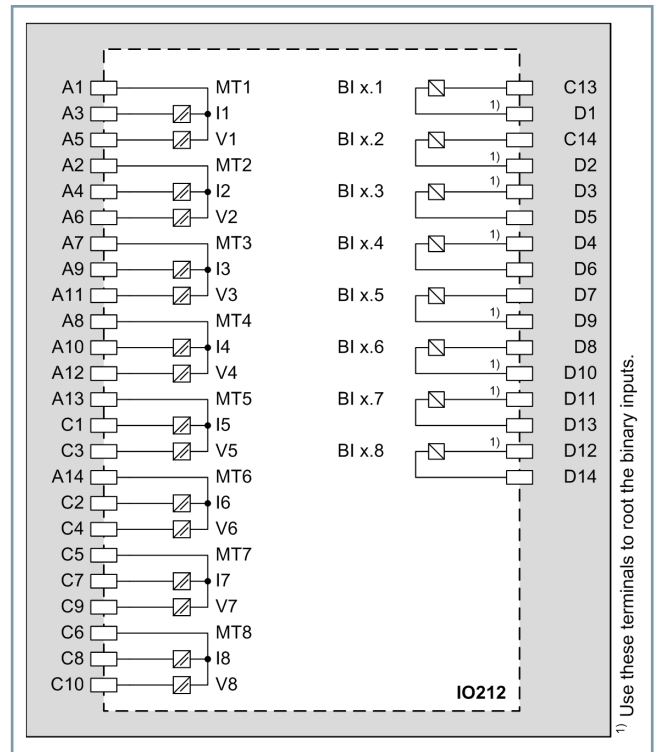 A1 MT1 BI x.1 C13
A3 I1 1) D1
A5 V1 BI x.2 C14
A2 MT2 1) D2
A4 I2 BI x.3 1) D3
A6 V2 D5
A7 MT3 BI x.4 1) D4
A9 I3 D6
A11 V3 BI x.5 D7
A8 MT4 1) D9
A10 I4 BI x.6 D8
A12 V4 1) D10
A13 MT5 BI x.7 1) D11
C1 I5 D13
C3 V5 BI x.8 1) D12
A14 MT6 D14
C2 I6
C4 V6
C5 MT7
C7 I7
C9 V7
C6 MT8
C8 I8
C10 V8 IO212
1) Use these terminals to root the binary inputs.